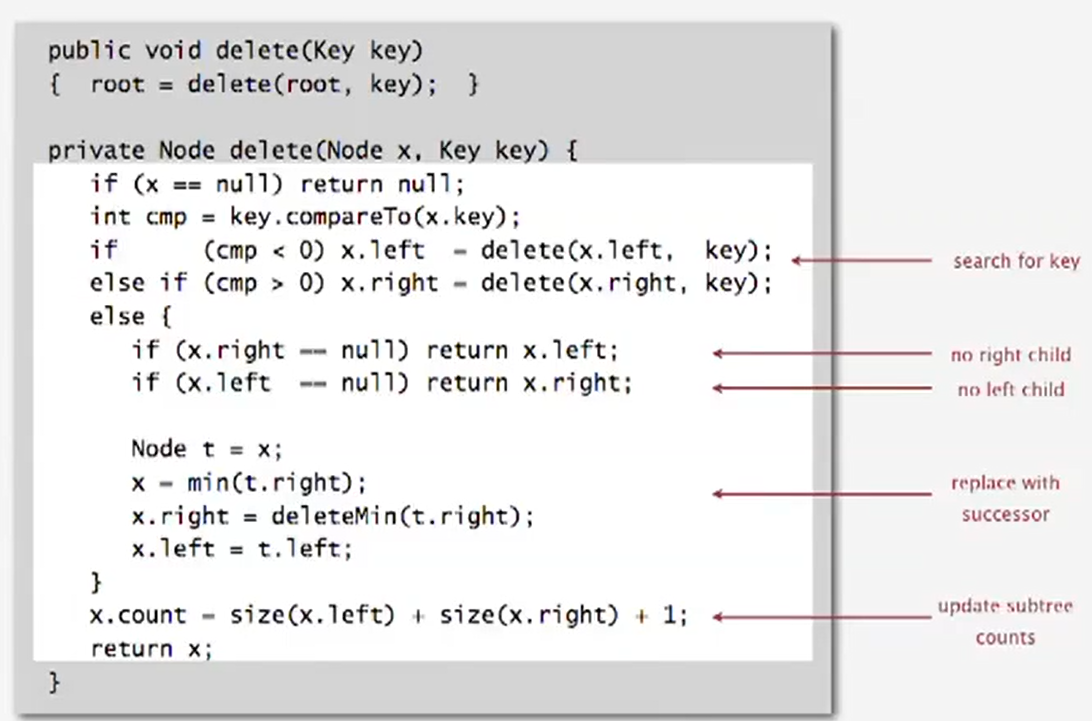 public void delete(Key key)
{  root = delete(root, key);  }
private Node delete(Node x, Key key) {
if (x == null) return null;
int cmp = key.compareTo(x.key);
if      (cmp < 0) x.left  = delete(x.left,  key);
search for key
else if (cmp > 0) x.right = delete(x.right, key);
else {
if (x.right == null) return x.left;
no right child
if (x.left  == null) return x.right;
no left child
Node t = x;
x = min(t.right);
replace with
x.right = deleteMin(t.right);
successor
x.left = t.left;
}
x.count = size(x.left) + size(x.right) + 1;
update subtree
counts
return x;
}